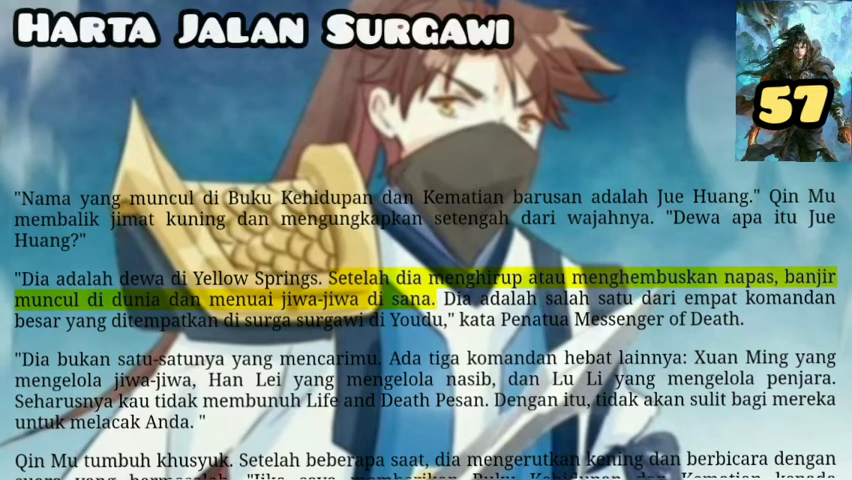 HARTA JALAN SURGAWI
57
"Nama yang muncul di Buku Kehidupan dan Kematian barusan adalah Jue Huang." Qin Mu
membalik jimat kuning dan mengungkapkan setengah dari wajahnya. "Dewa apa itu Jue
Huang?"
"Dia adalah dewa di Yellow Springs. Setelah dia menghirup atau menghembuskan napas, banjir
muncul di dunia dan menuai jiwa-jiwa di sana. Dia adalah salah satu dari empat komandan
besar yang ditempatkan di surga surgawi di Youdu," kata Penatua Messenger of Death.
"Dia bukan satu-satunya yang mencarimu. Ada tiga komandan hebat lainnya: Xuan Ming yang
mengelola jiwa-jiwa, Han Lei yang mengelola nasib, dan Lu Li yang mengelola penjara.
Seharusnya kau tidak membunuh Life and Death Pesan. Dengan itu, tidak akan sulit bagi mereka
untuk melacak Anda. "
Qin Mu tumbuh khusyuk. Setelah beberapa saat, dia mengerutkan kening dan berbicara dengan